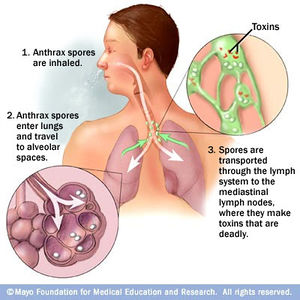 Toxins
1. Anthrax spores
are inhaled.
2. Anthrax spores
enter lungs
and travel
to alveolar
spaces.
3. Spores are
transported
through the lymph
system to the
mediastinal
lymph nodes,
where they make
toxins that
are deadly.
© Mayo Foundation for Medical Education and Research. All rights reserved.